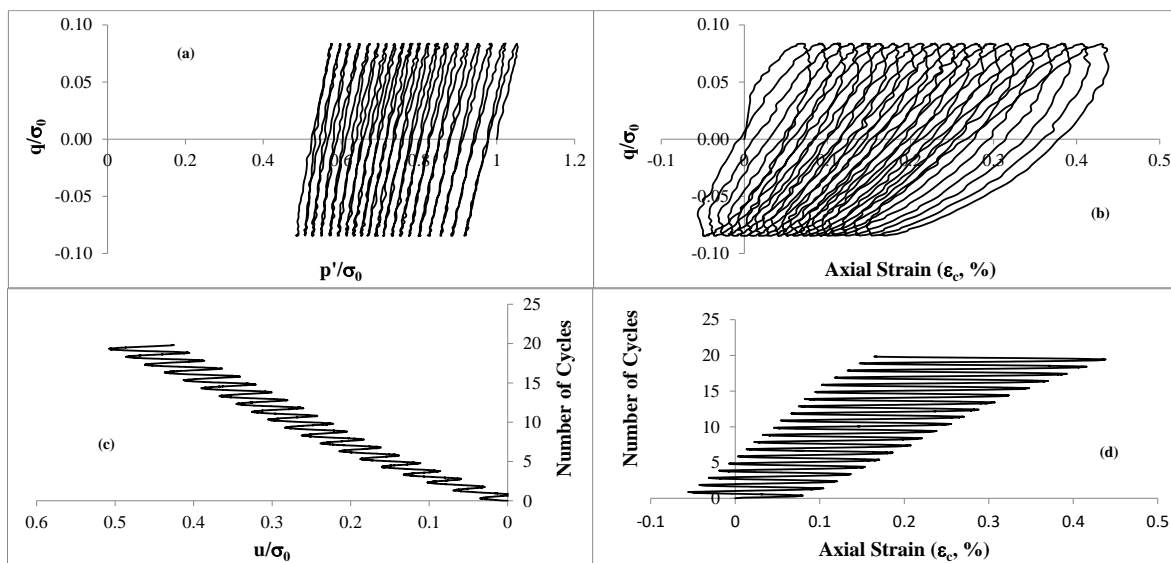 (a)
q/σ0
0.10
0.05
0.00
-0.05
-0.10
0 0.2 0.4 0.6 0.8 1 1.2
p'/σ0
(b)
q/σ0
0.10
0.05
0.00
-0.05
-0.10
-0.1 0 0.1 0.2 0.3 0.4 0.5
Axial Strain (εc, %)
(c)
Number of Cycles
25
20
15
10
5
0
0.6 0.5 0.4 0.3 0.2 0.1 0
u/σ0
(d)
Number of Cycles
25
20
15
10
5
0
-0.1 0 0.1 0.2 0.3 0.4 0.5
Axial Strain (εc, %)